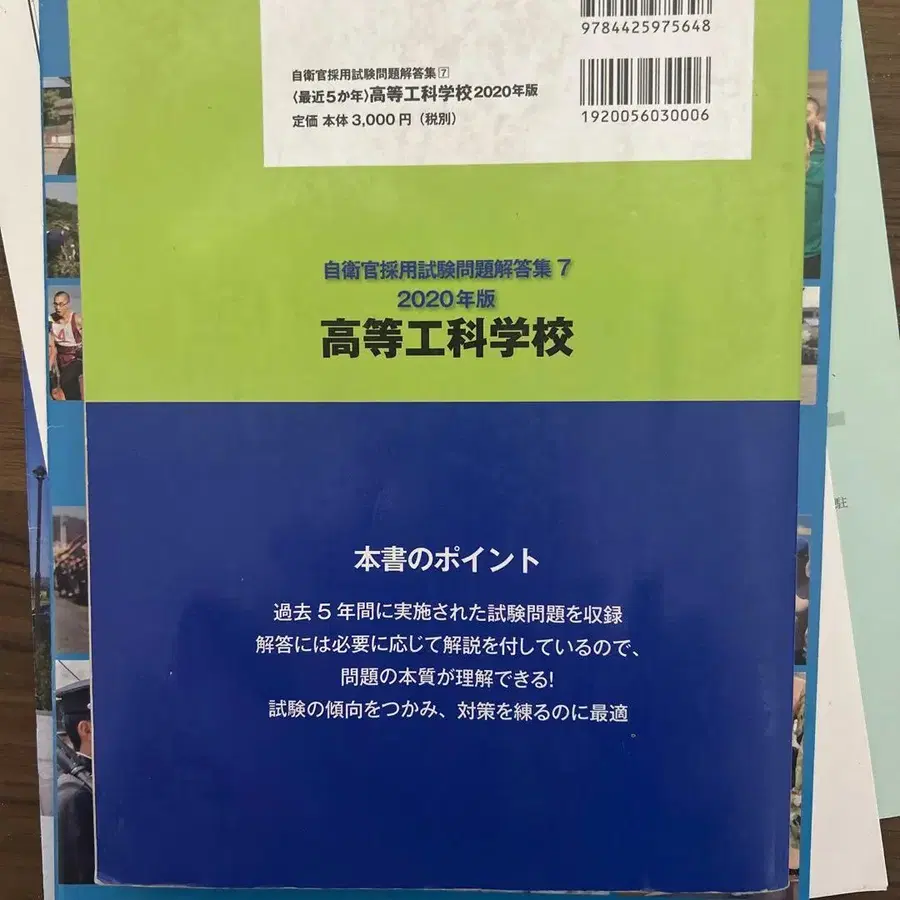 9784425975648
自衛官採用試験問題解答集⑦
〈最近5か年〉高等工科学校2020年版
定価 本体 3,000 円（税別）
1920056030006
自衛官採用試験問題解答集 7
2020年版
高等工科学校
本書のポイント
過去 5 年間に実施された試験問題を収録
解答には必要に応じて解説を付しているので、
問題の本質が理解できる!
試験の傾向をつかみ、対策を練るのに最適
駐